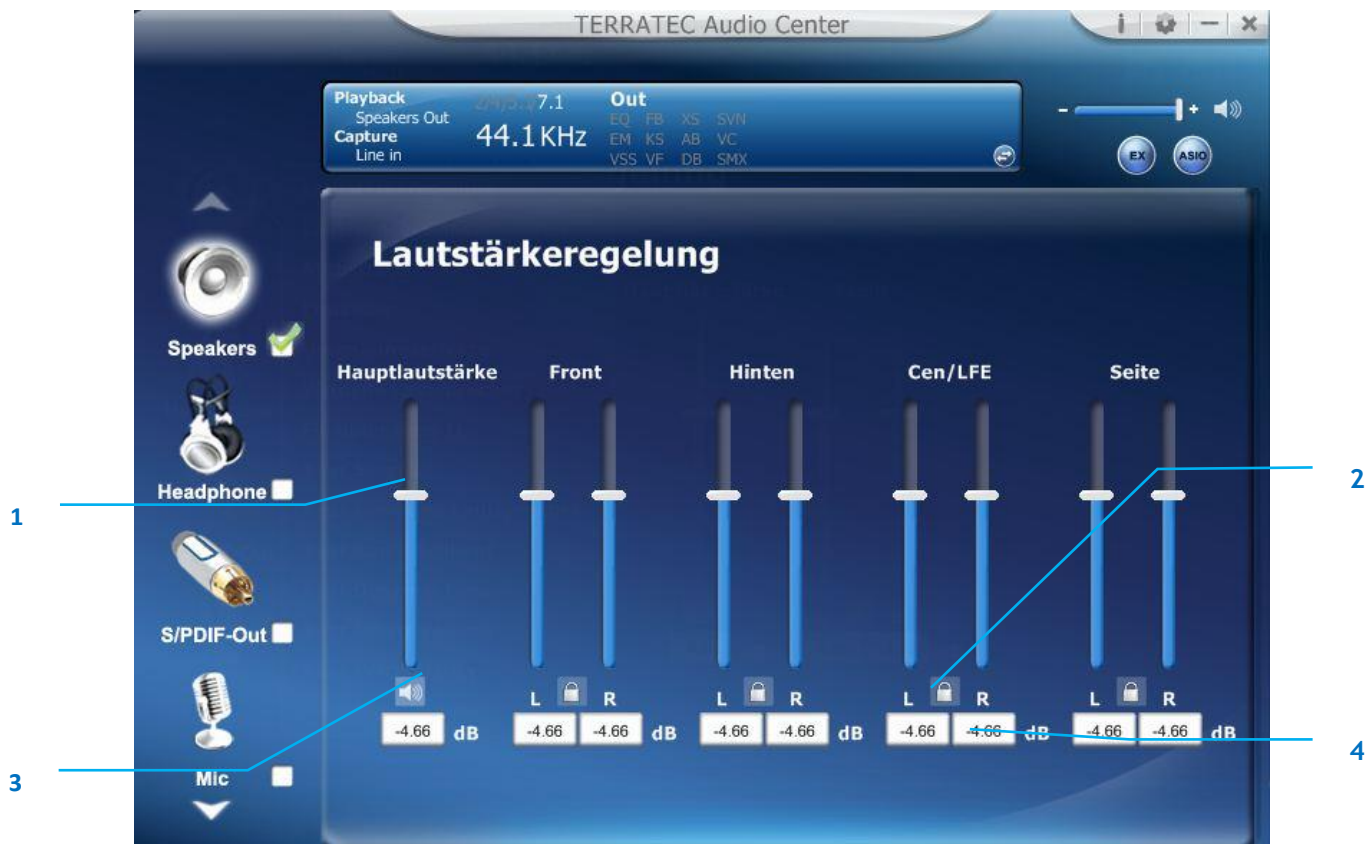 TERRATEC Audio Center
i
Playback
Speakers Out
Capture
Line in
7.1
44.1 KHz
Out
EQ FB XS SVN
EM KS AB VC
VSS VF DB SMX
- +
EX ASIO
Lautstärkeregelung
Speakers
Headphone
S/PDIF-Out
Mic
Hauptlautstärke Front Hinten Cen/LFE Seite
L R L R L R L R
-4.66 dB -4.66 -4.66 dB -4.66 -4.66 dB -4.66 -4.66 dB -4.66 -4.66 dB
1
2
3
4